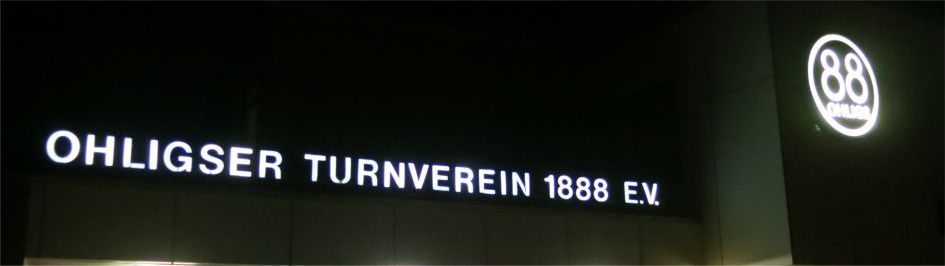 OHLIGSER TURNVEREIN 1888 E.V.
88
OHLIGS